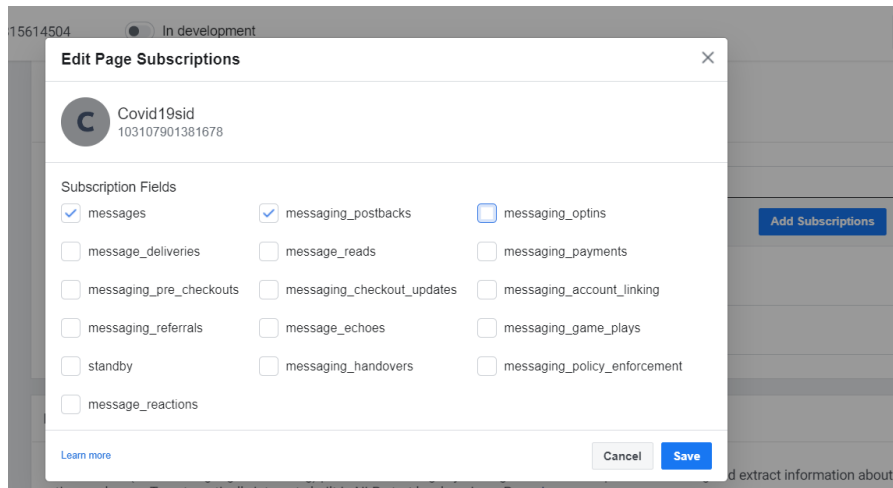 15614504 In development
Edit Page Subscriptions
C
Covid19sid
103107901381678
Subscription Fields
messages messaging_postbacks messaging_optins
Add Subscriptions
message_deliveries message_reads messaging_payments
messaging_pre_checkouts messaging_checkout_updates messaging_account_linking
messaging_referrals message_echoes messaging_game_plays
standby messaging_handovers messaging_policy_enforcement
message_reactions
Learn more Cancel Save
d extract information about